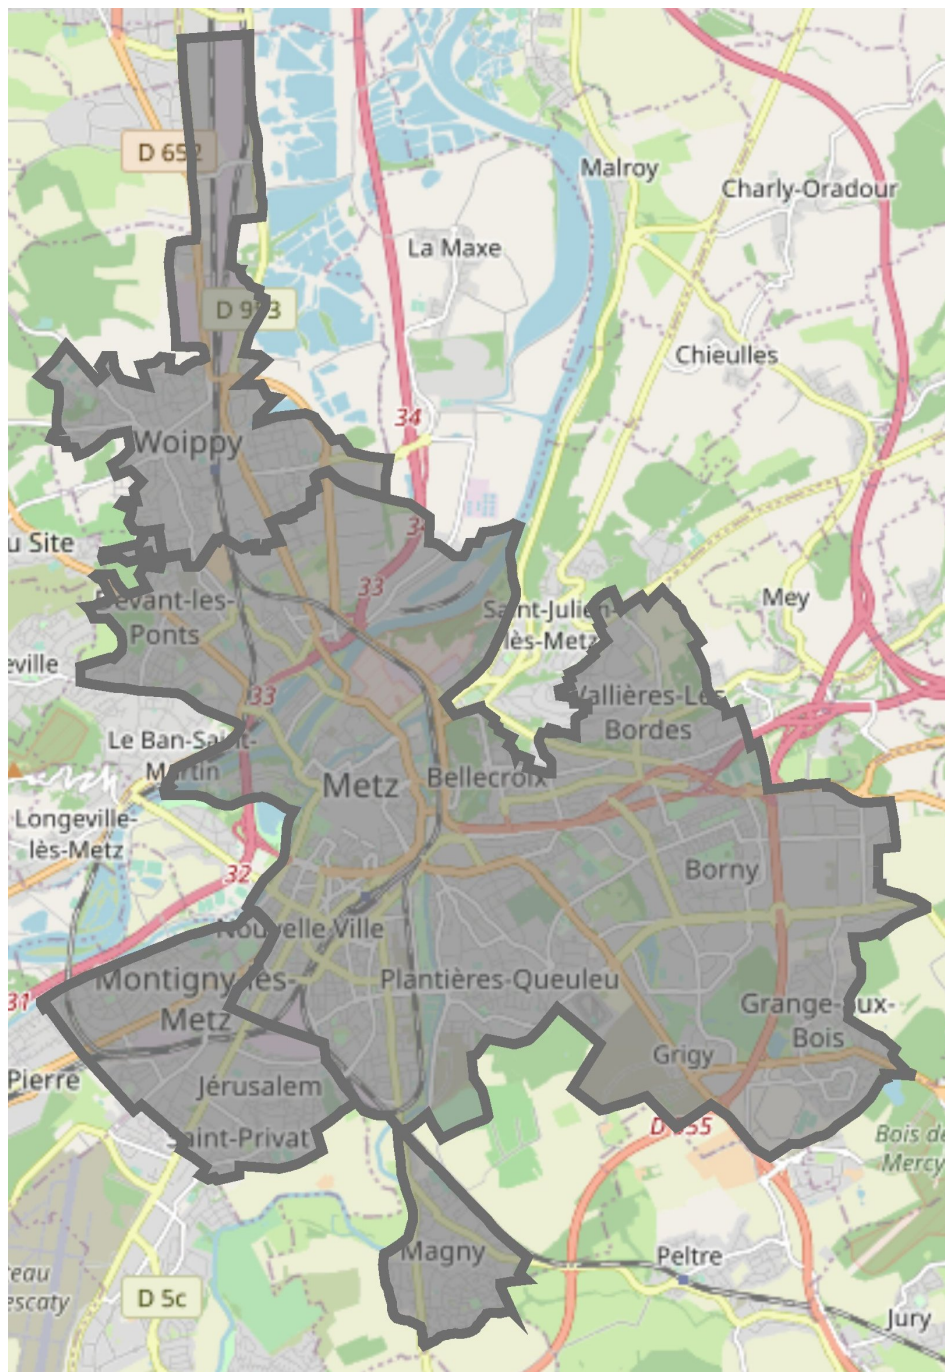 Malroy
D 652
Charly-Oradour
La Maxe
D 953
Chieulles
34
Woippy
33
Site
Devant-les-
Ponts
Saint-Julien-
lès-Metz
Mey
33
Vallières-Les
Bordes
Le Ban-Saint-
Martin
Metz
Bellecroix
Longeville-
lès-Metz
32
Borny
Nouvelle Ville
Montigny-lès-
Metz
31
Plantières-Queuleu
Grange-aux-
Bois
Grigy
Pierre
Jérusalem
D 955
Saint-Privat
Bois de
Mercy
Magny
Peltre
D 5c
Jury